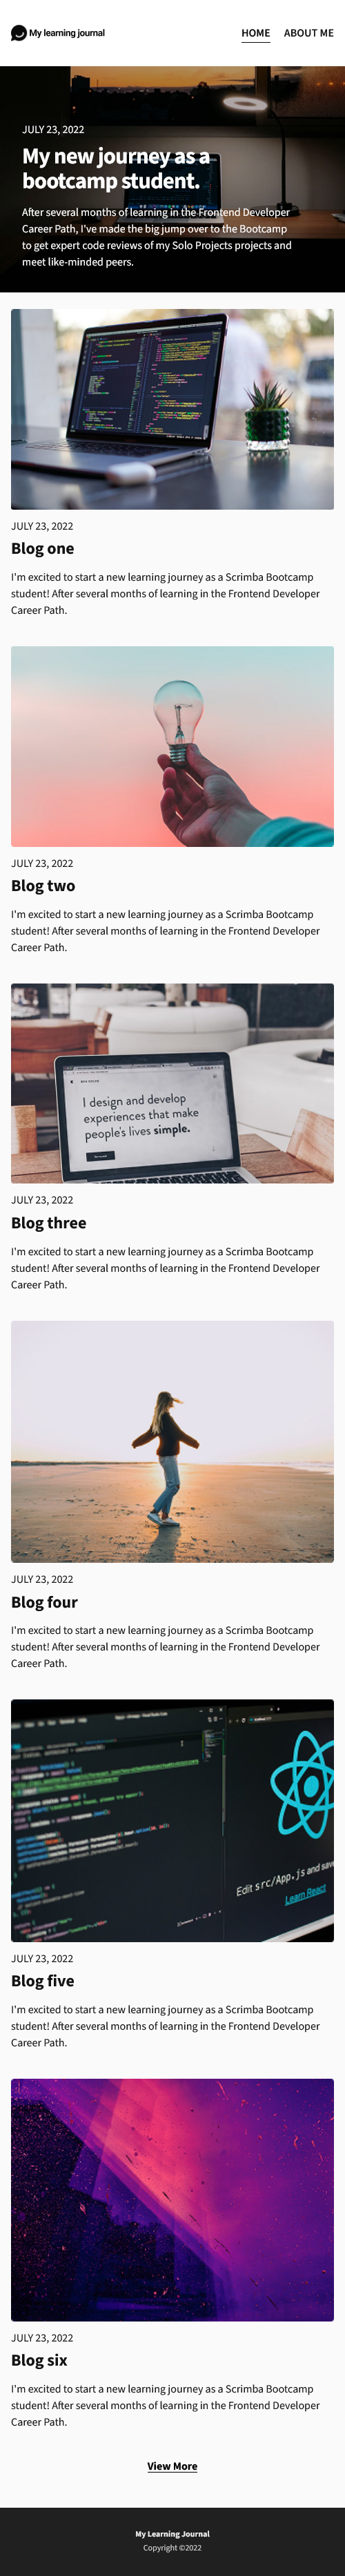 My learning journal
HOME
ABOUT ME
JULY 23, 2022
My new journey as a
bootcamp student.
After several months of learning in the Frontend Developer
Career Path, I've made the big jump over to the Bootcamp
to get expert code reviews of my Solo Projects projects and
meet like-minded peers.
JULY 23, 2022
Blog one
I'm excited to start a new learning journey as a Scrimba Bootcamp
student! After several months of learning in the Frontend Developer
Career Path.
JULY 23, 2022
Blog two
I'm excited to start a new learning journey as a Scrimba Bootcamp
student! After several months of learning in the Frontend Developer
Career Path.
I design and develop
experiences that make
people's lives simple.
JULY 23, 2022
Blog three
I'm excited to start a new learning journey as a Scrimba Bootcamp
student! After several months of learning in the Frontend Developer
Career Path.
JULY 23, 2022
Blog four
I'm excited to start a new learning journey as a Scrimba Bootcamp
student! After several months of learning in the Frontend Developer
Career Path.
Edit src/App.js and save
Learn React
JULY 23, 2022
Blog five
I'm excited to start a new learning journey as a Scrimba Bootcamp
student! After several months of learning in the Frontend Developer
Career Path.
JULY 23, 2022
Blog six
I'm excited to start a new learning journey as a Scrimba Bootcamp
student! After several months of learning in the Frontend Developer
Career Path.
View More
My Learning Journal
Copyright ©2022